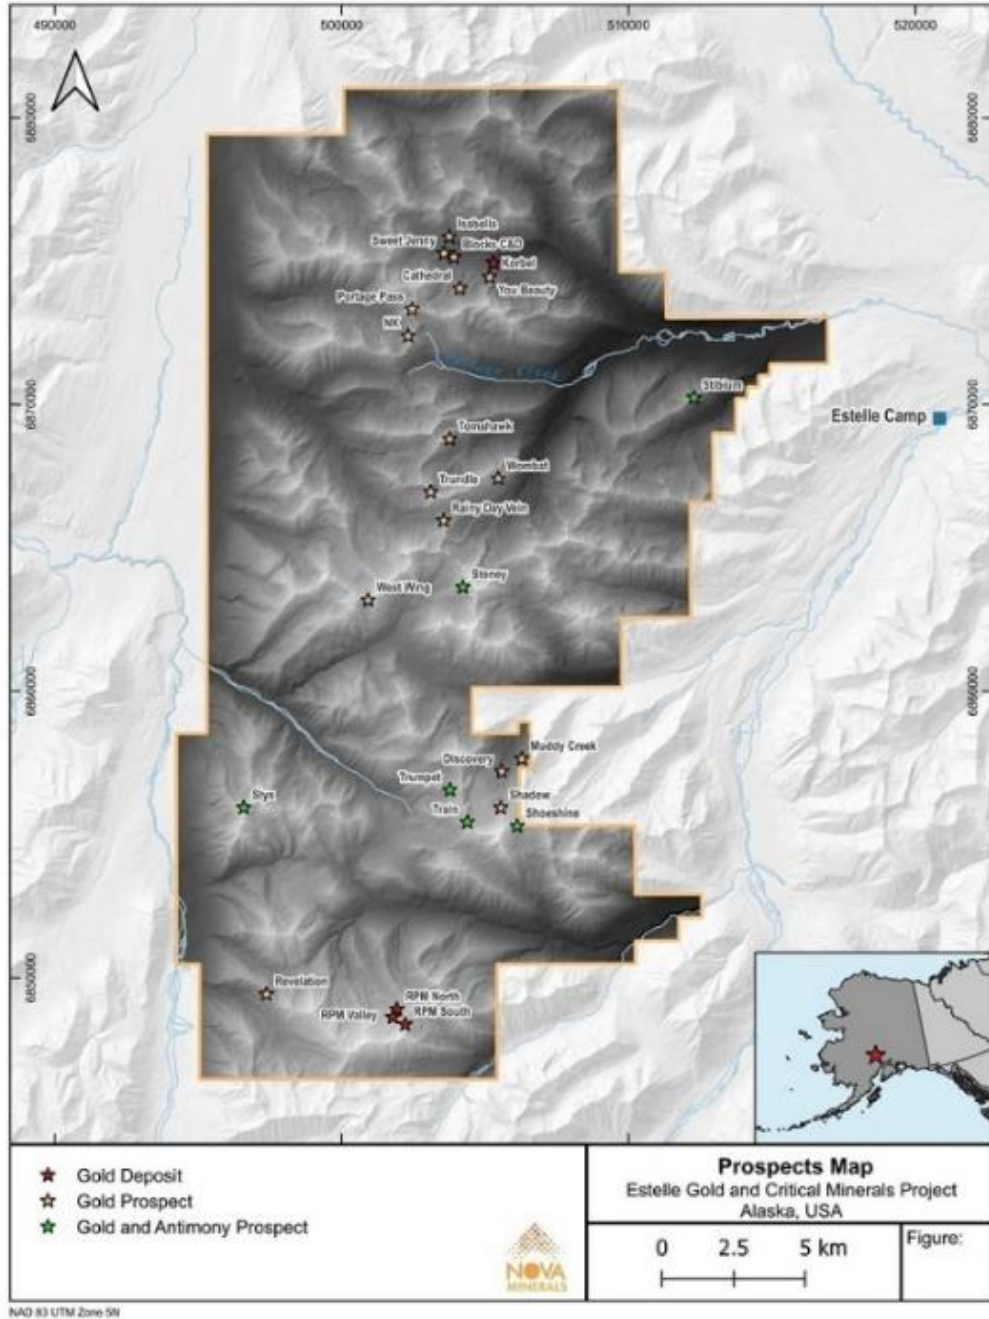 490000
500000
510000
520000
6880000
6880000
Isabella
Sweet Jenny
Blocks C&D
Korbel
Cathedral
You Beauty
Portage Pass
NK
Stibium
6870000
6870000
Estelle Camp
Tomahawk
Wombat
Trundle
Rainy Day Vein
Stoney
West Wing
6860000
6860000
Muddy Creek
Discovery
Trumpet
Styx
Shadow
Train
Shoeshine
6850000
Revelation
RPM North
RPM Valley
RPM South
Gold Deposit
Gold Prospect
Gold and Antimony Prospect
NOVA
MINERALS
Prospects Map
Estelle Gold and Critical Minerals Project
Alaska, USA
0 2.5 5 km
Figure:
NAD 83 UTM Zone 5N